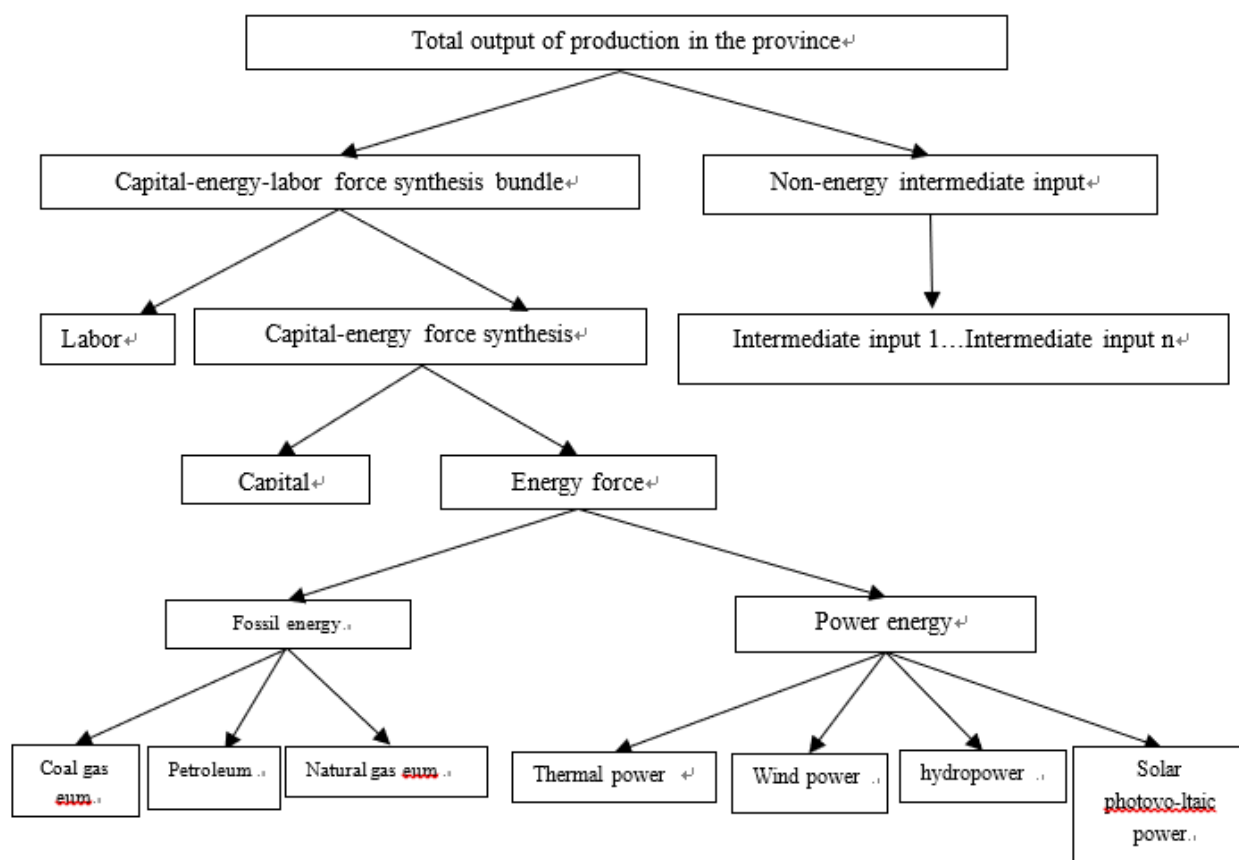 Total output of production in the province↵
Capital-energy-labor force synthesis bundle↵
Non-energy intermediate input↵
Labor↵
Capital-energy force synthesis↵
Intermediate input 1…Intermediate input n↵
Capital↵
Energy force↵
Fossil energy.↓
Power energy↵
Coal gas
eum.↓
Petroleum .↓
Natural gas eum .↓
Thermal power ↵
Wind power .↓
hydropower .↓
Solar
photovo-ltaic
power.↓